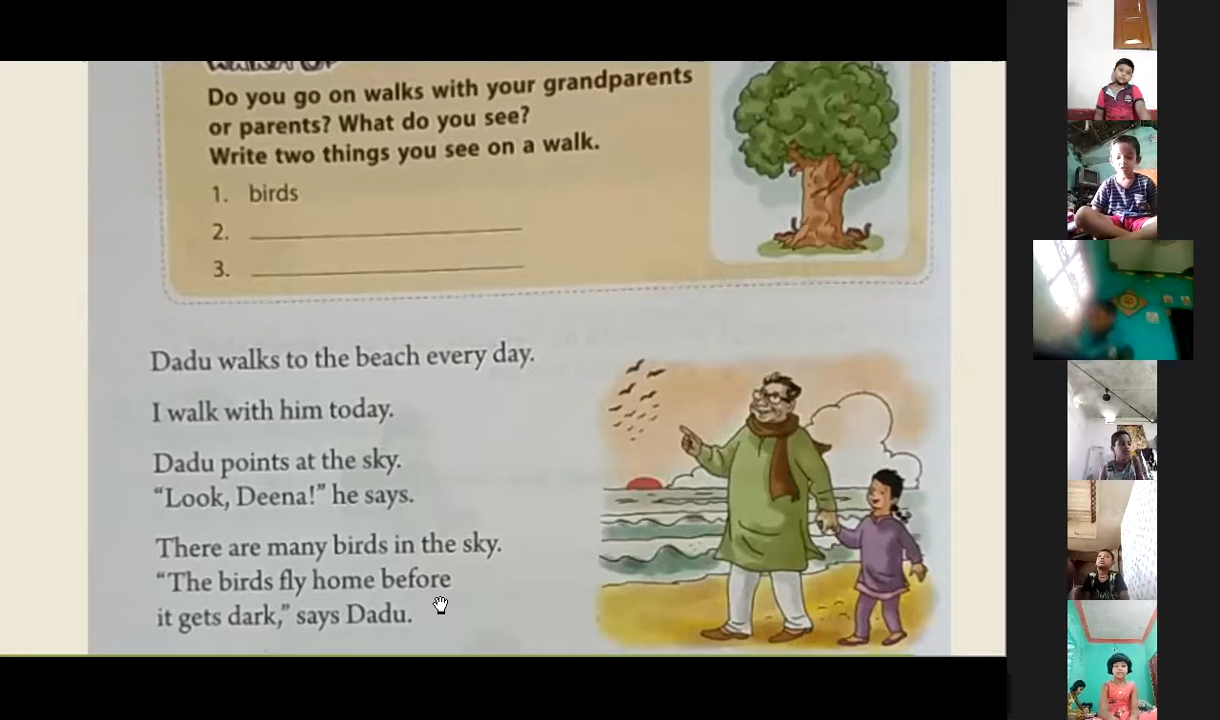 Do you go on walks with your grandparents
or parents? What do you see?
Write two things you see on a walk.
1. birds
2.
3.
Dadu walks to the beach every day.
I walk with him today.
Dadu points at the sky.
“Look, Deena!” he says.
There are many birds in the sky.
“The birds fly home before
it gets dark,” says Dadu.